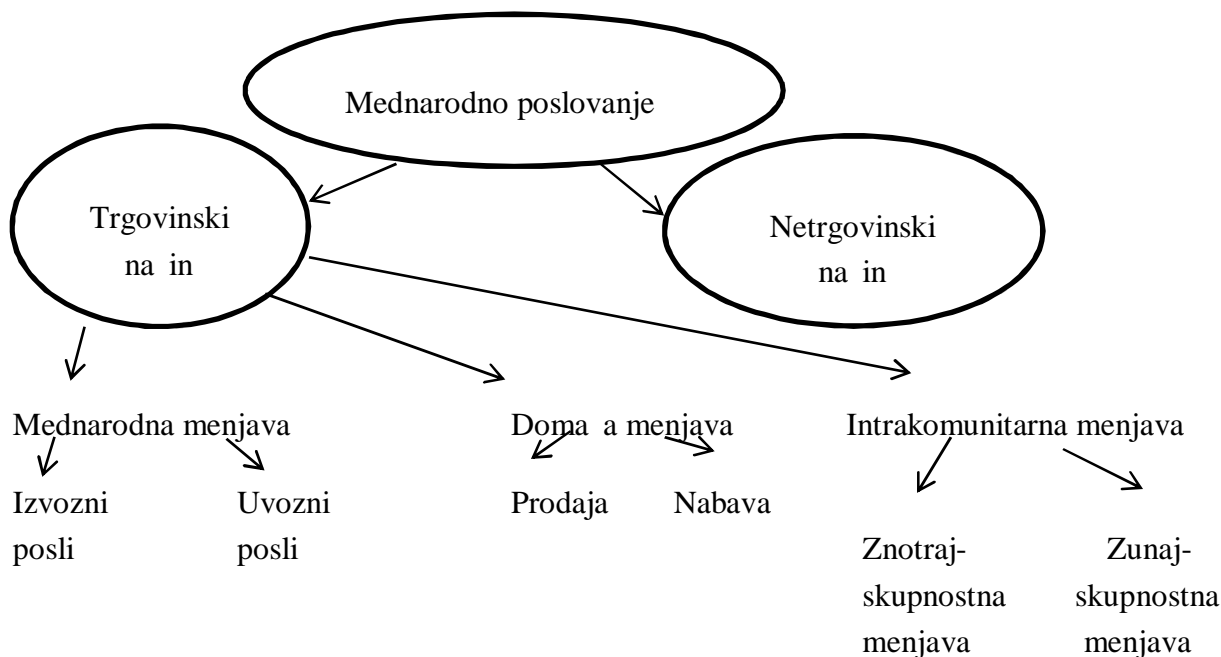 Mednarodno poslovanje
Trgovinski
na in
Netrgovinski
na in
Mednarodna menjava
Doma a menjava
Intrakomunitarna menjava
Izvozni
posli
Uvozni
posli
Prodaja
Nabava
Znotraj-
skupnostna
menjava
Zunaj-
skupnostna
menjava